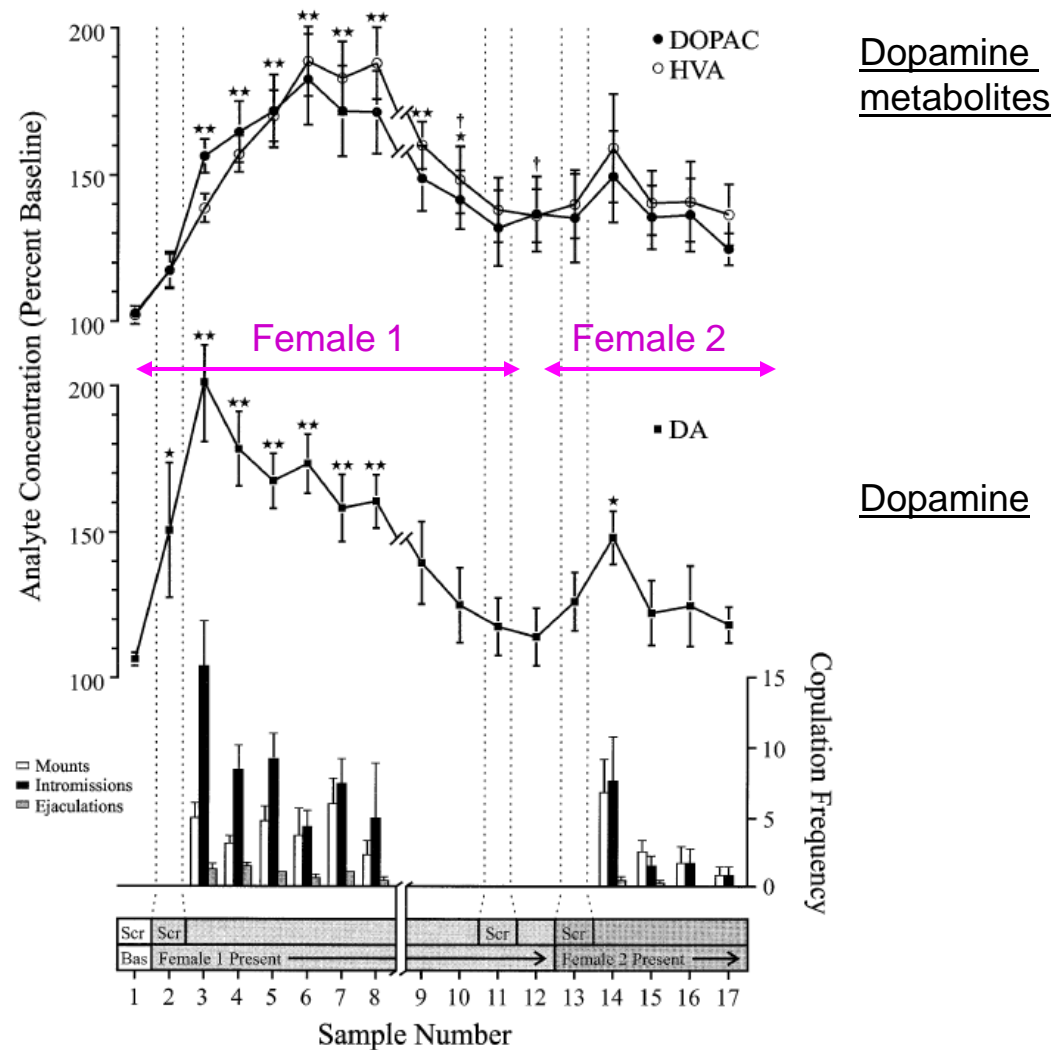 200
150
100
★★ ★★ ★★ ★★ ★★ ★★ ★★ † ★ †
● DOPAC
○ HVA
Dopamine
metabolites
Analyte Concentration (Percent Baseline)
Female 1
Female 2
200
150
100
★ ★★ ★★ ★★ ★★ ★★ ★★ ★
■ DA
Dopamine
15
10
5
0
Copulation Frequency
Mounts
Intromissions
Ejaculations
Scr Scr Scr Scr
Bas Female 1 Present Female 2 Present
1 2 3 4 5 6 7 8 9 10 11 12 13 14 15 16 17
Sample Number